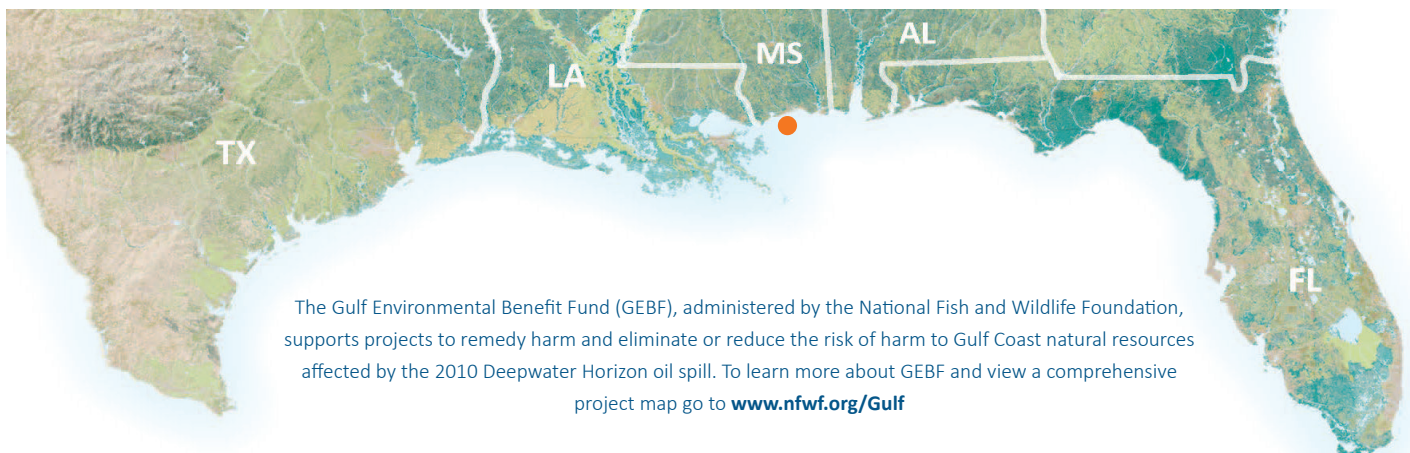 AL
MS
LA
TX
FL
The Gulf Environmental Benefit Fund (GEBF), administered by the National Fish and Wildlife Foundation,
supports projects to remedy harm and eliminate or reduce the risk of harm to Gulf Coast natural resources
affected by the 2010 Deepwater Horizon oil spill. To learn more about GEBF and view a comprehensive
project map go to www.nfwf.org/Gulf